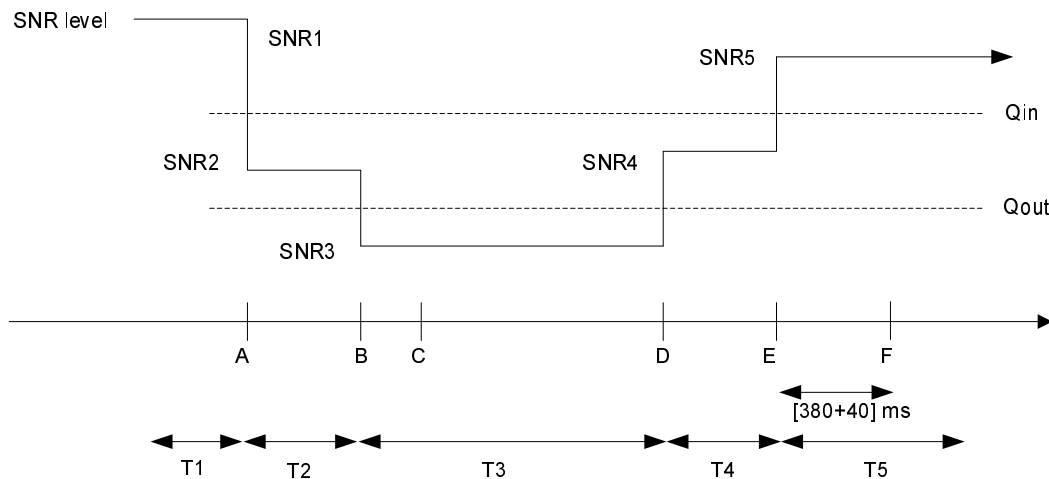 SNR level
SNR1
SNR5
Qin
SNR2
SNR4
Qout
SNR3
A B C D E F
[380+40] ms
T1 T2 T3 T4 T5